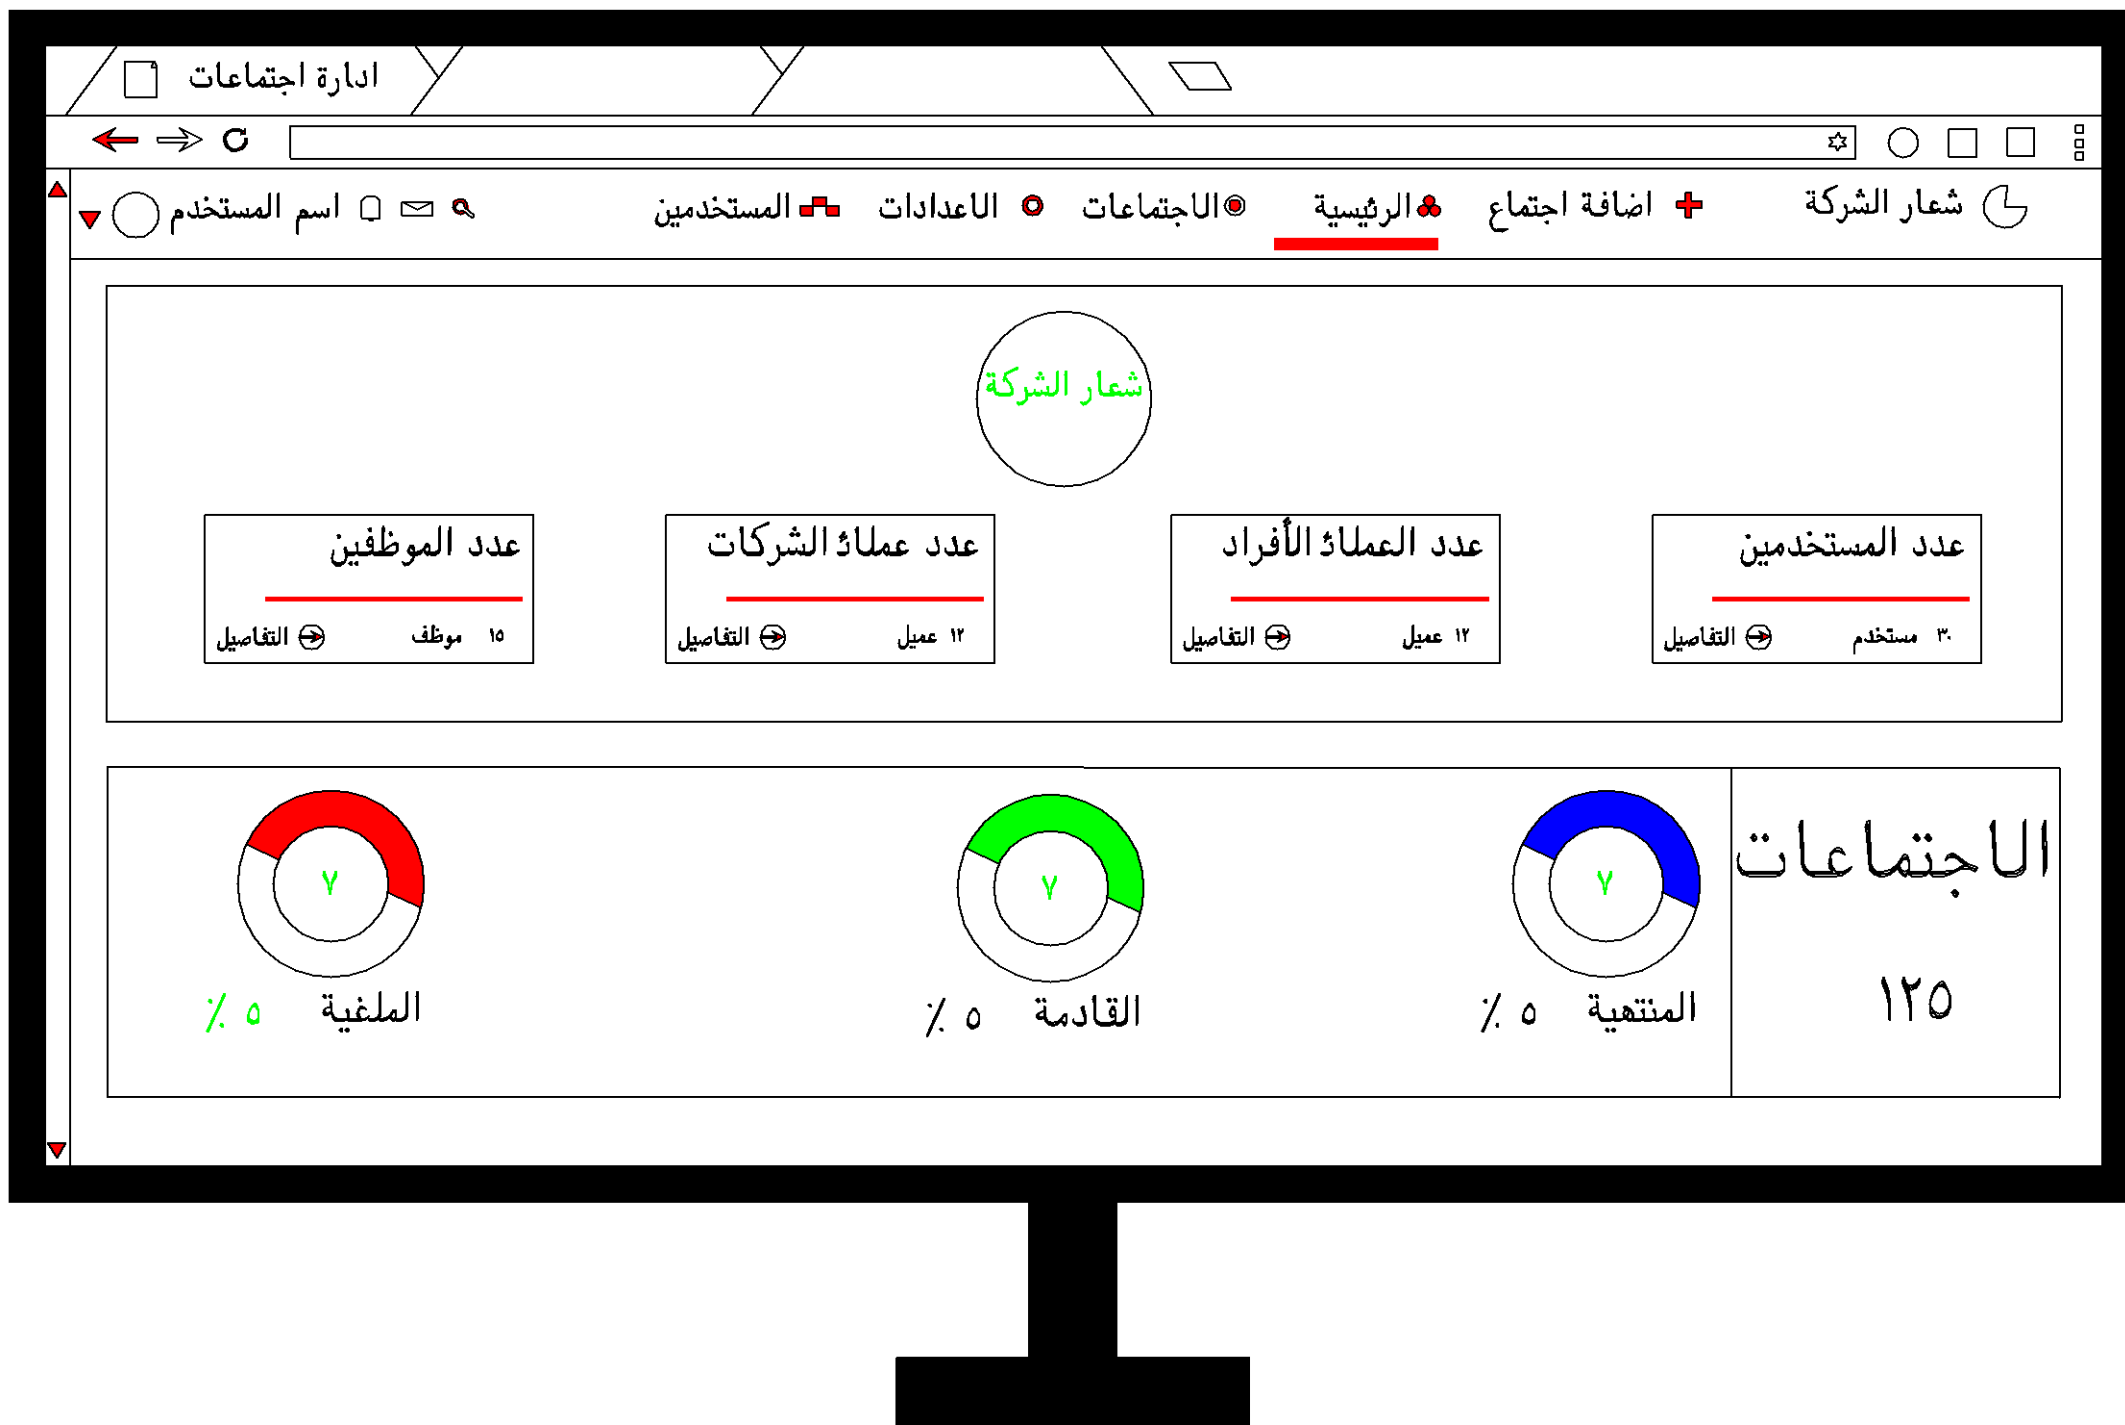 ادارة اجتماعات
شعار الشركة
اضافة اجتماع
الرئيسية
الاجتماعات
الاعدادات
المستخدمين
اسم المستخدم
شعار الشركة
عدد المستخدمين
٣٠ مستخدم التفاصيل
عدد العملائ الأفراد
١٢ عميل التفاصيل
عدد عملائ الشركات
١٢ عميل التفاصيل
عدد الموظفين
١٥ موظف التفاصيل
الاجتماعات
١٢٥
٧
المنتهية ٥ ٪
٧
القادمة ٥ ٪
٧
الملغية ٥ ٪